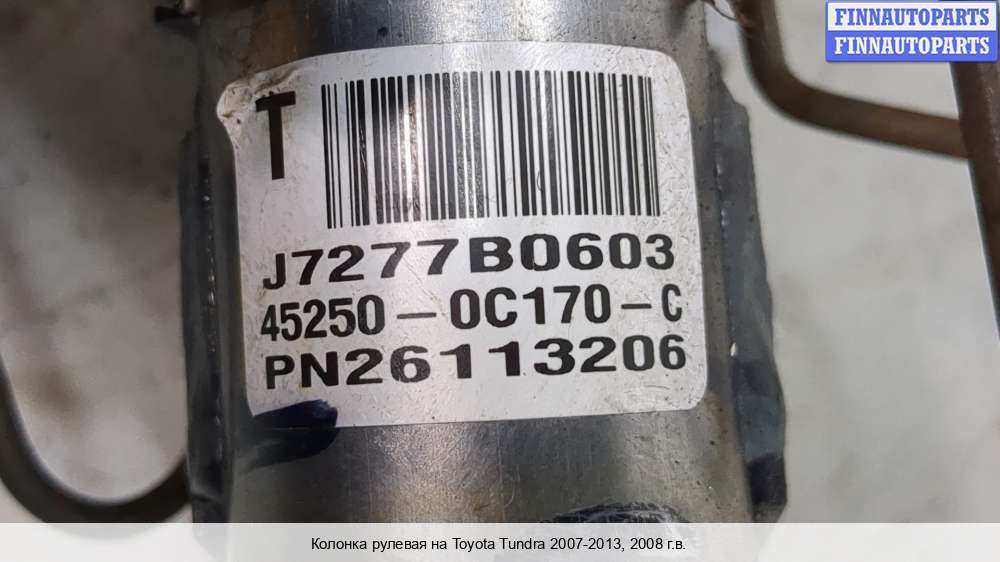 FINNAUTOPARTS
FINNAUTOPARTS
T
J7277B0603
45250-0C170-C
PN26113206
Колонка рулевая на Toyota Tundra 2007-2013, 2008 г.в.